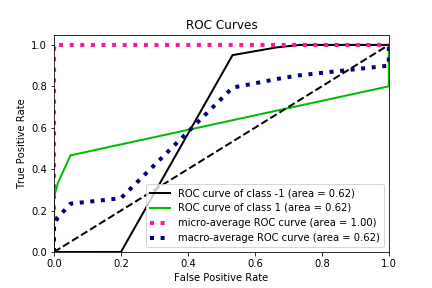 ROC Curves
True Positive Rate
1.0
0.8
0.6
0.4
0.2
0.0
ROC curve of class -1 (area = 0.62)
ROC curve of class 1 (area = 0.62)
micro-average ROC curve (area = 1.00)
macro-average ROC curve (area = 0.62)
0.0 0.2 0.4 0.6 0.8 1.0
False Positive Rate